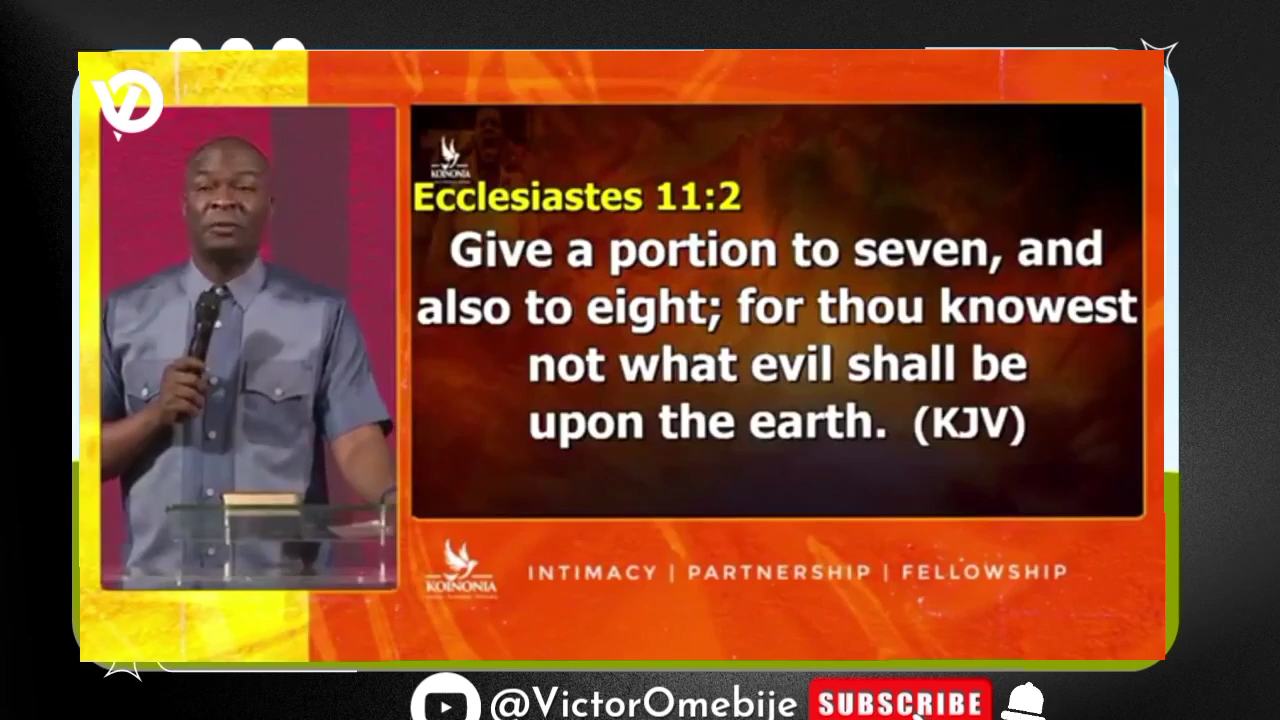 KOINONIA
Ecclesiastes 11:2
Give a portion to seven, and
also to eight; for thou knowest
not what evil shall be
upon the earth. (KJV)
KOINONIA
INTIMACY | PARTNERSHIP | FELLOWSHIP
@VictorOmebije
SUBSCRIBE